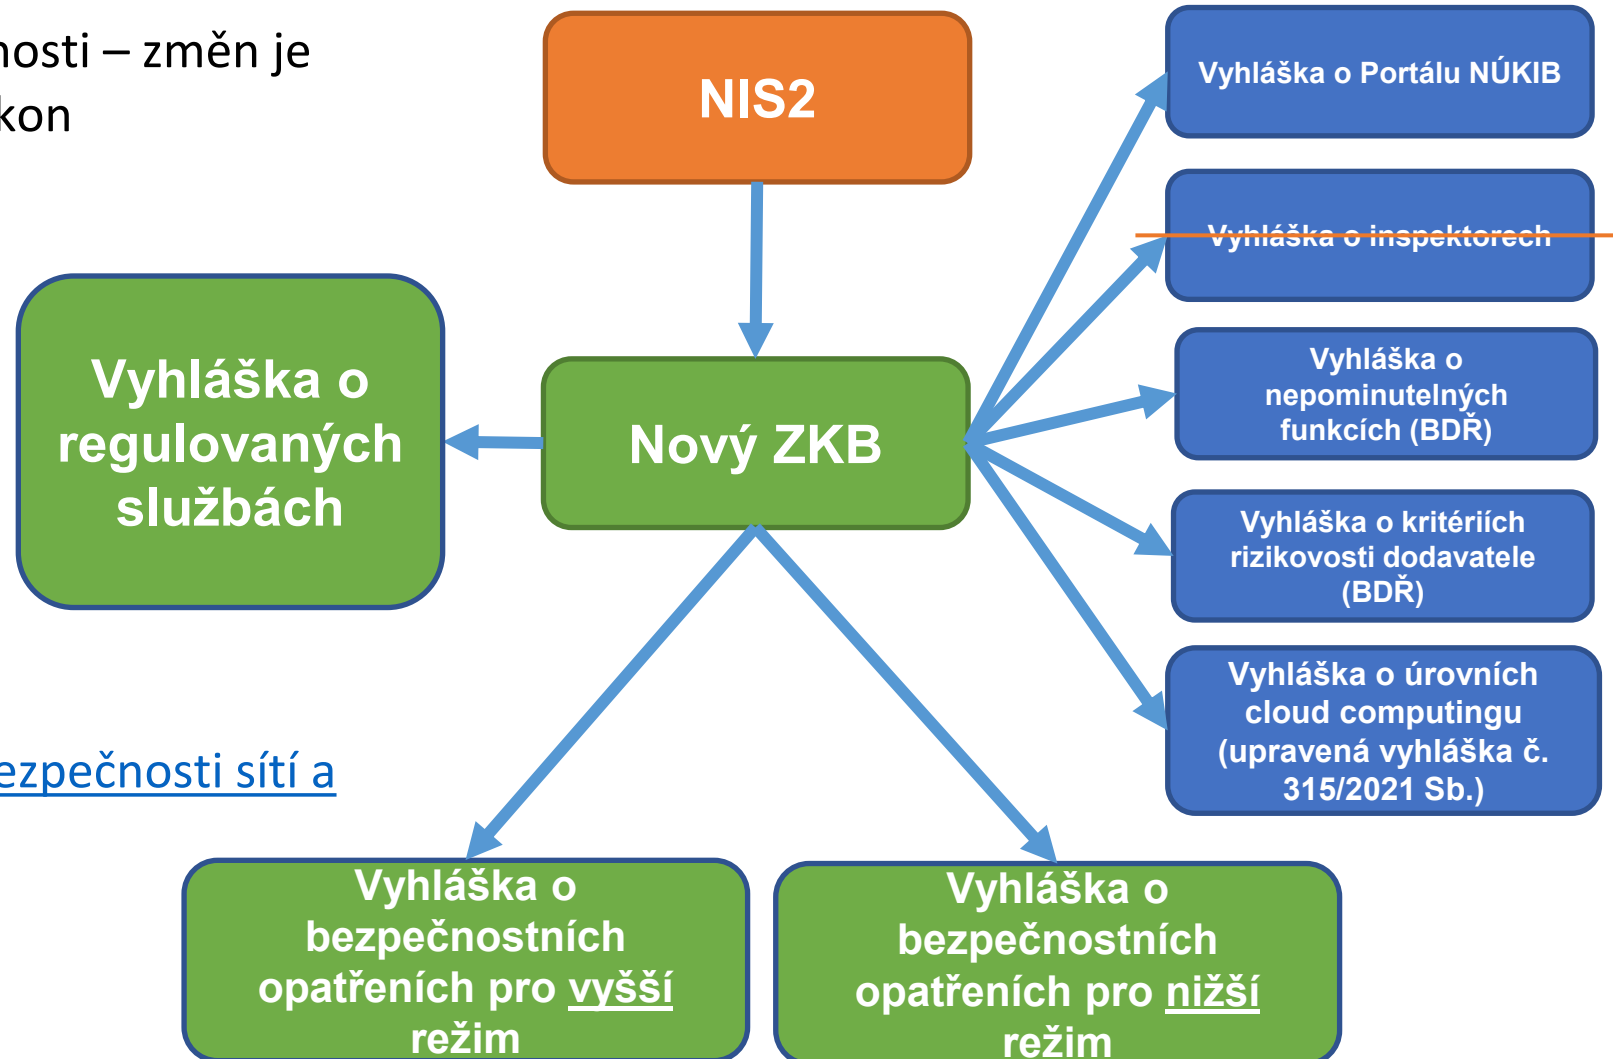 nosti – změn je
kon
NIS2
Vyhláška o Portálu NÚKIB
Vyhláška o inspektorech
Vyhláška o
nepominutelných
funkcích (BDŘ)
Vyhláška o
regulovaných
službách
Nový ZKB
Vyhláška o kritériích
rizikovosti dodavatele
(BDŘ)
Vyhláška o úrovních
cloud computingu
(upravená vyhláška č.
315/2021 Sb.)
ezpečnosti sítí a
Vyhláška o
bezpečnostních
opatřeních pro vyšší
režim
Vyhláška o
bezpečnostních
opatřeních pro nižší
režim